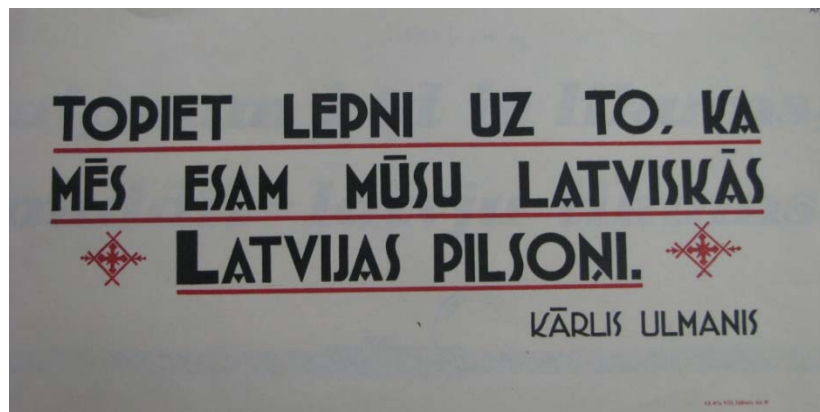 TOPIET LEPNI UZ TO, KA
MĒS ESAM MŪSU LATVISKĀS
LATVIJAS PILSOŅI.
KĀRLIS ULMANIS